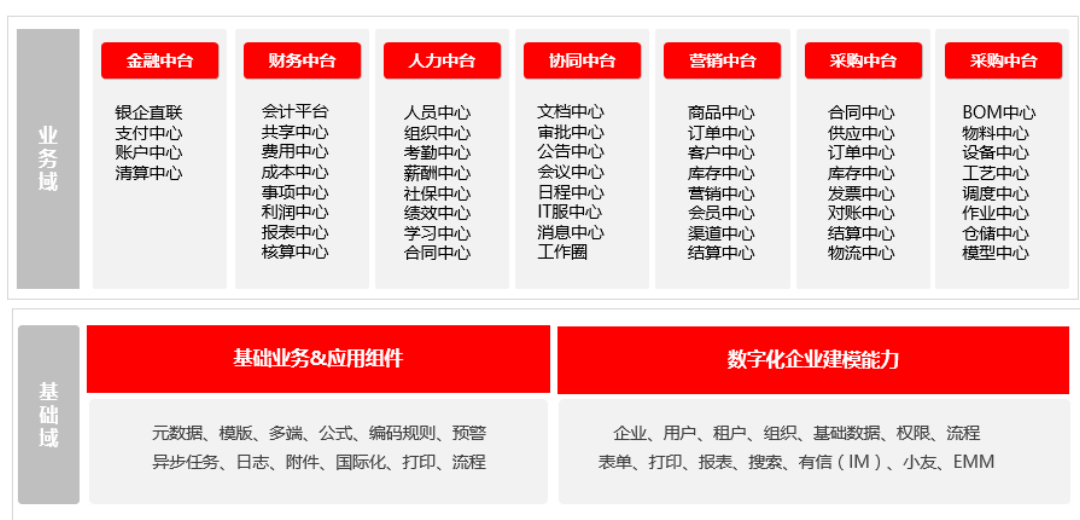 业务域
金融中台
银企直联
支付中心
账户中心
清算中心
财务中台
会计平台
共享中心
费用中心
成本中心
事项中心
利润中心
报表中心
核算中心
人力中台
人员中心
组织中心
考勤中心
薪酬中心
社保中心
绩效中心
学习中心
合同中心
协同中台
文档中心
审批中心
公告中心
会议中心
日程中心
IT服中心
消息中心
工作圈
营销中台
商品中心
订单中心
客户中心
库存中心
营销中心
会员中心
渠道中心
结算中心
采购中台
合同中心
供应中心
订单中心
库存中心
发票中心
对账中心
结算中心
物流中心
采购中台
BOM中心
物料中心
设备中心
工艺中心
调度中心
作业中心
仓储中心
模型中心
基础域
基础业务&应用组件
元数据、模版、多端、公式、编码规则、预警
异步任务、日志、附件、国际化、打印、流程
数字化企业建模能力
企业、用户、租户、组织、基础数据、权限、流程
表单、打印、报表、搜索、有信（IM）、小友、EMM